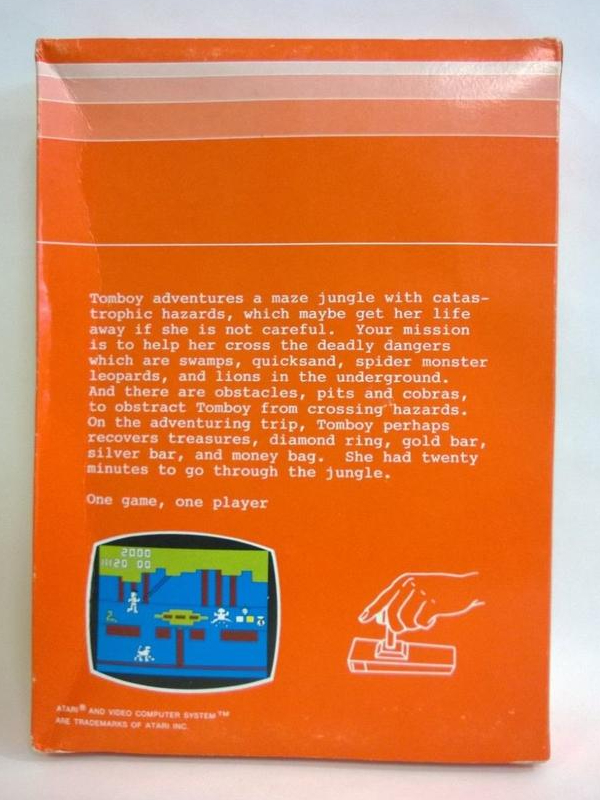 Tomboy adventures a maze jungle with catas-
trophic hazards, which maybe get her life
away if she is not careful.  Your mission
is to help her cross the deadly dangers
which are swamps, quicksand, spider monster
leopards, and lions in the underground.
And there are obstacles, pits and cobras,
to obstract Tomboy from crossing hazards.
On the adventuring trip, Tomboy perhaps
recovers treasures, diamond ring, gold bar,
silver bar, and money bag.  She had twenty
minutes to go through the jungle.
One game, one player
2000
20 00
ATARI® AND VIDEO COMPUTER SYSTEM™
ARE TRADEMARKS OF ATARI INC.